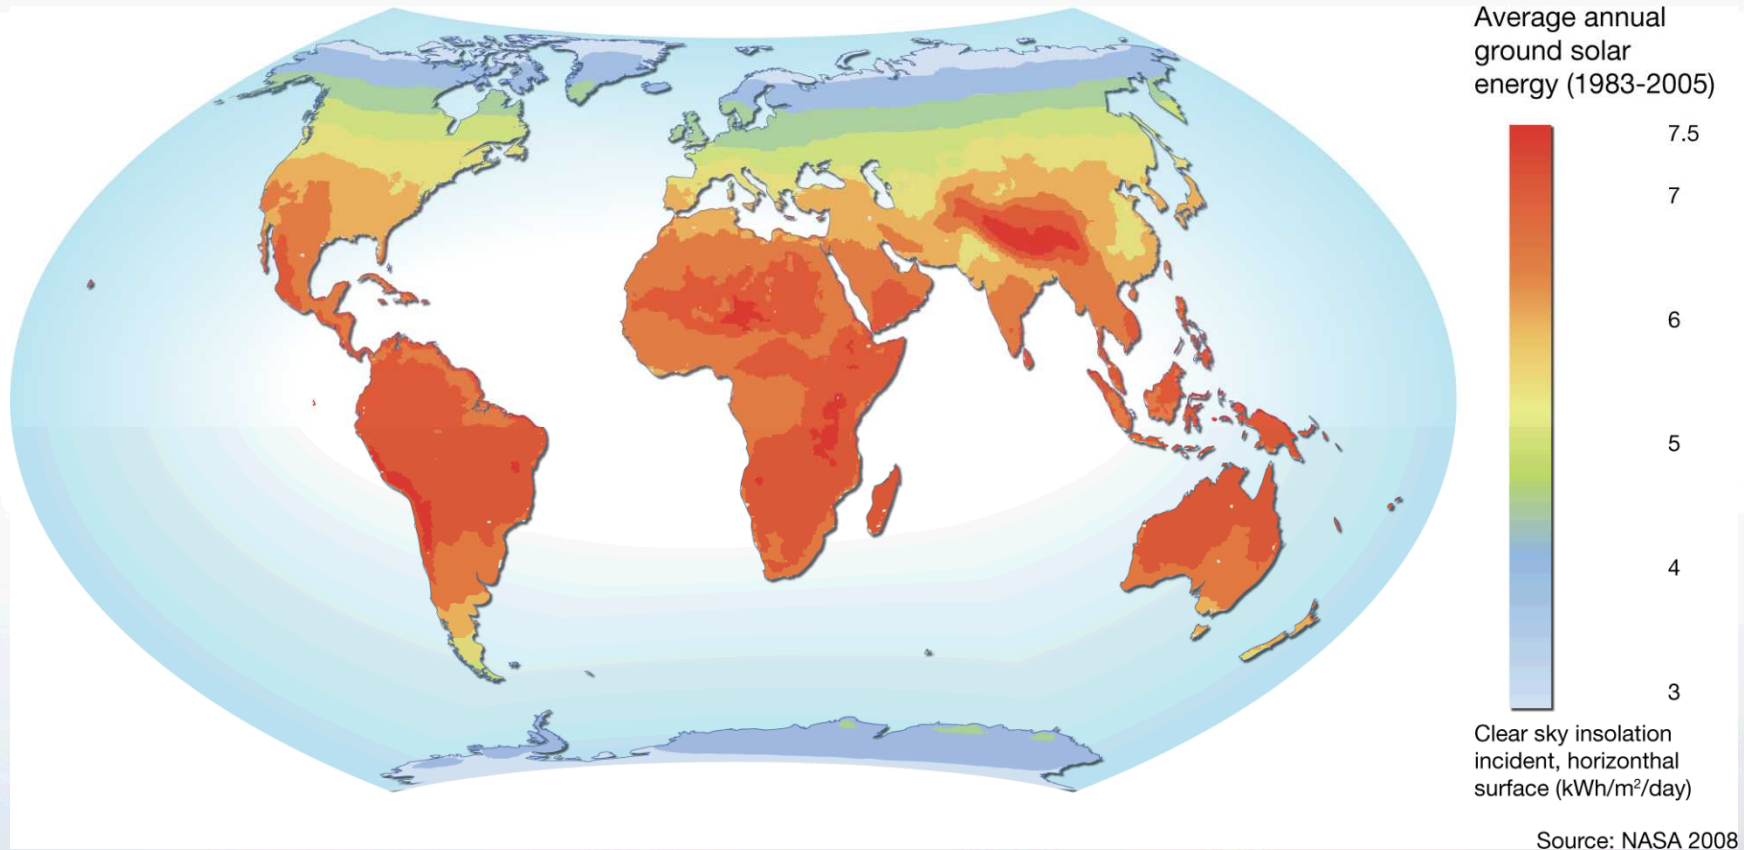 Average annual
ground solar
energy (1983-2005)
7.5
7
6
5
4
3
Clear sky insolation
incident, horizonthal
surface (kWh/m²/day)
Source: NASA 2008